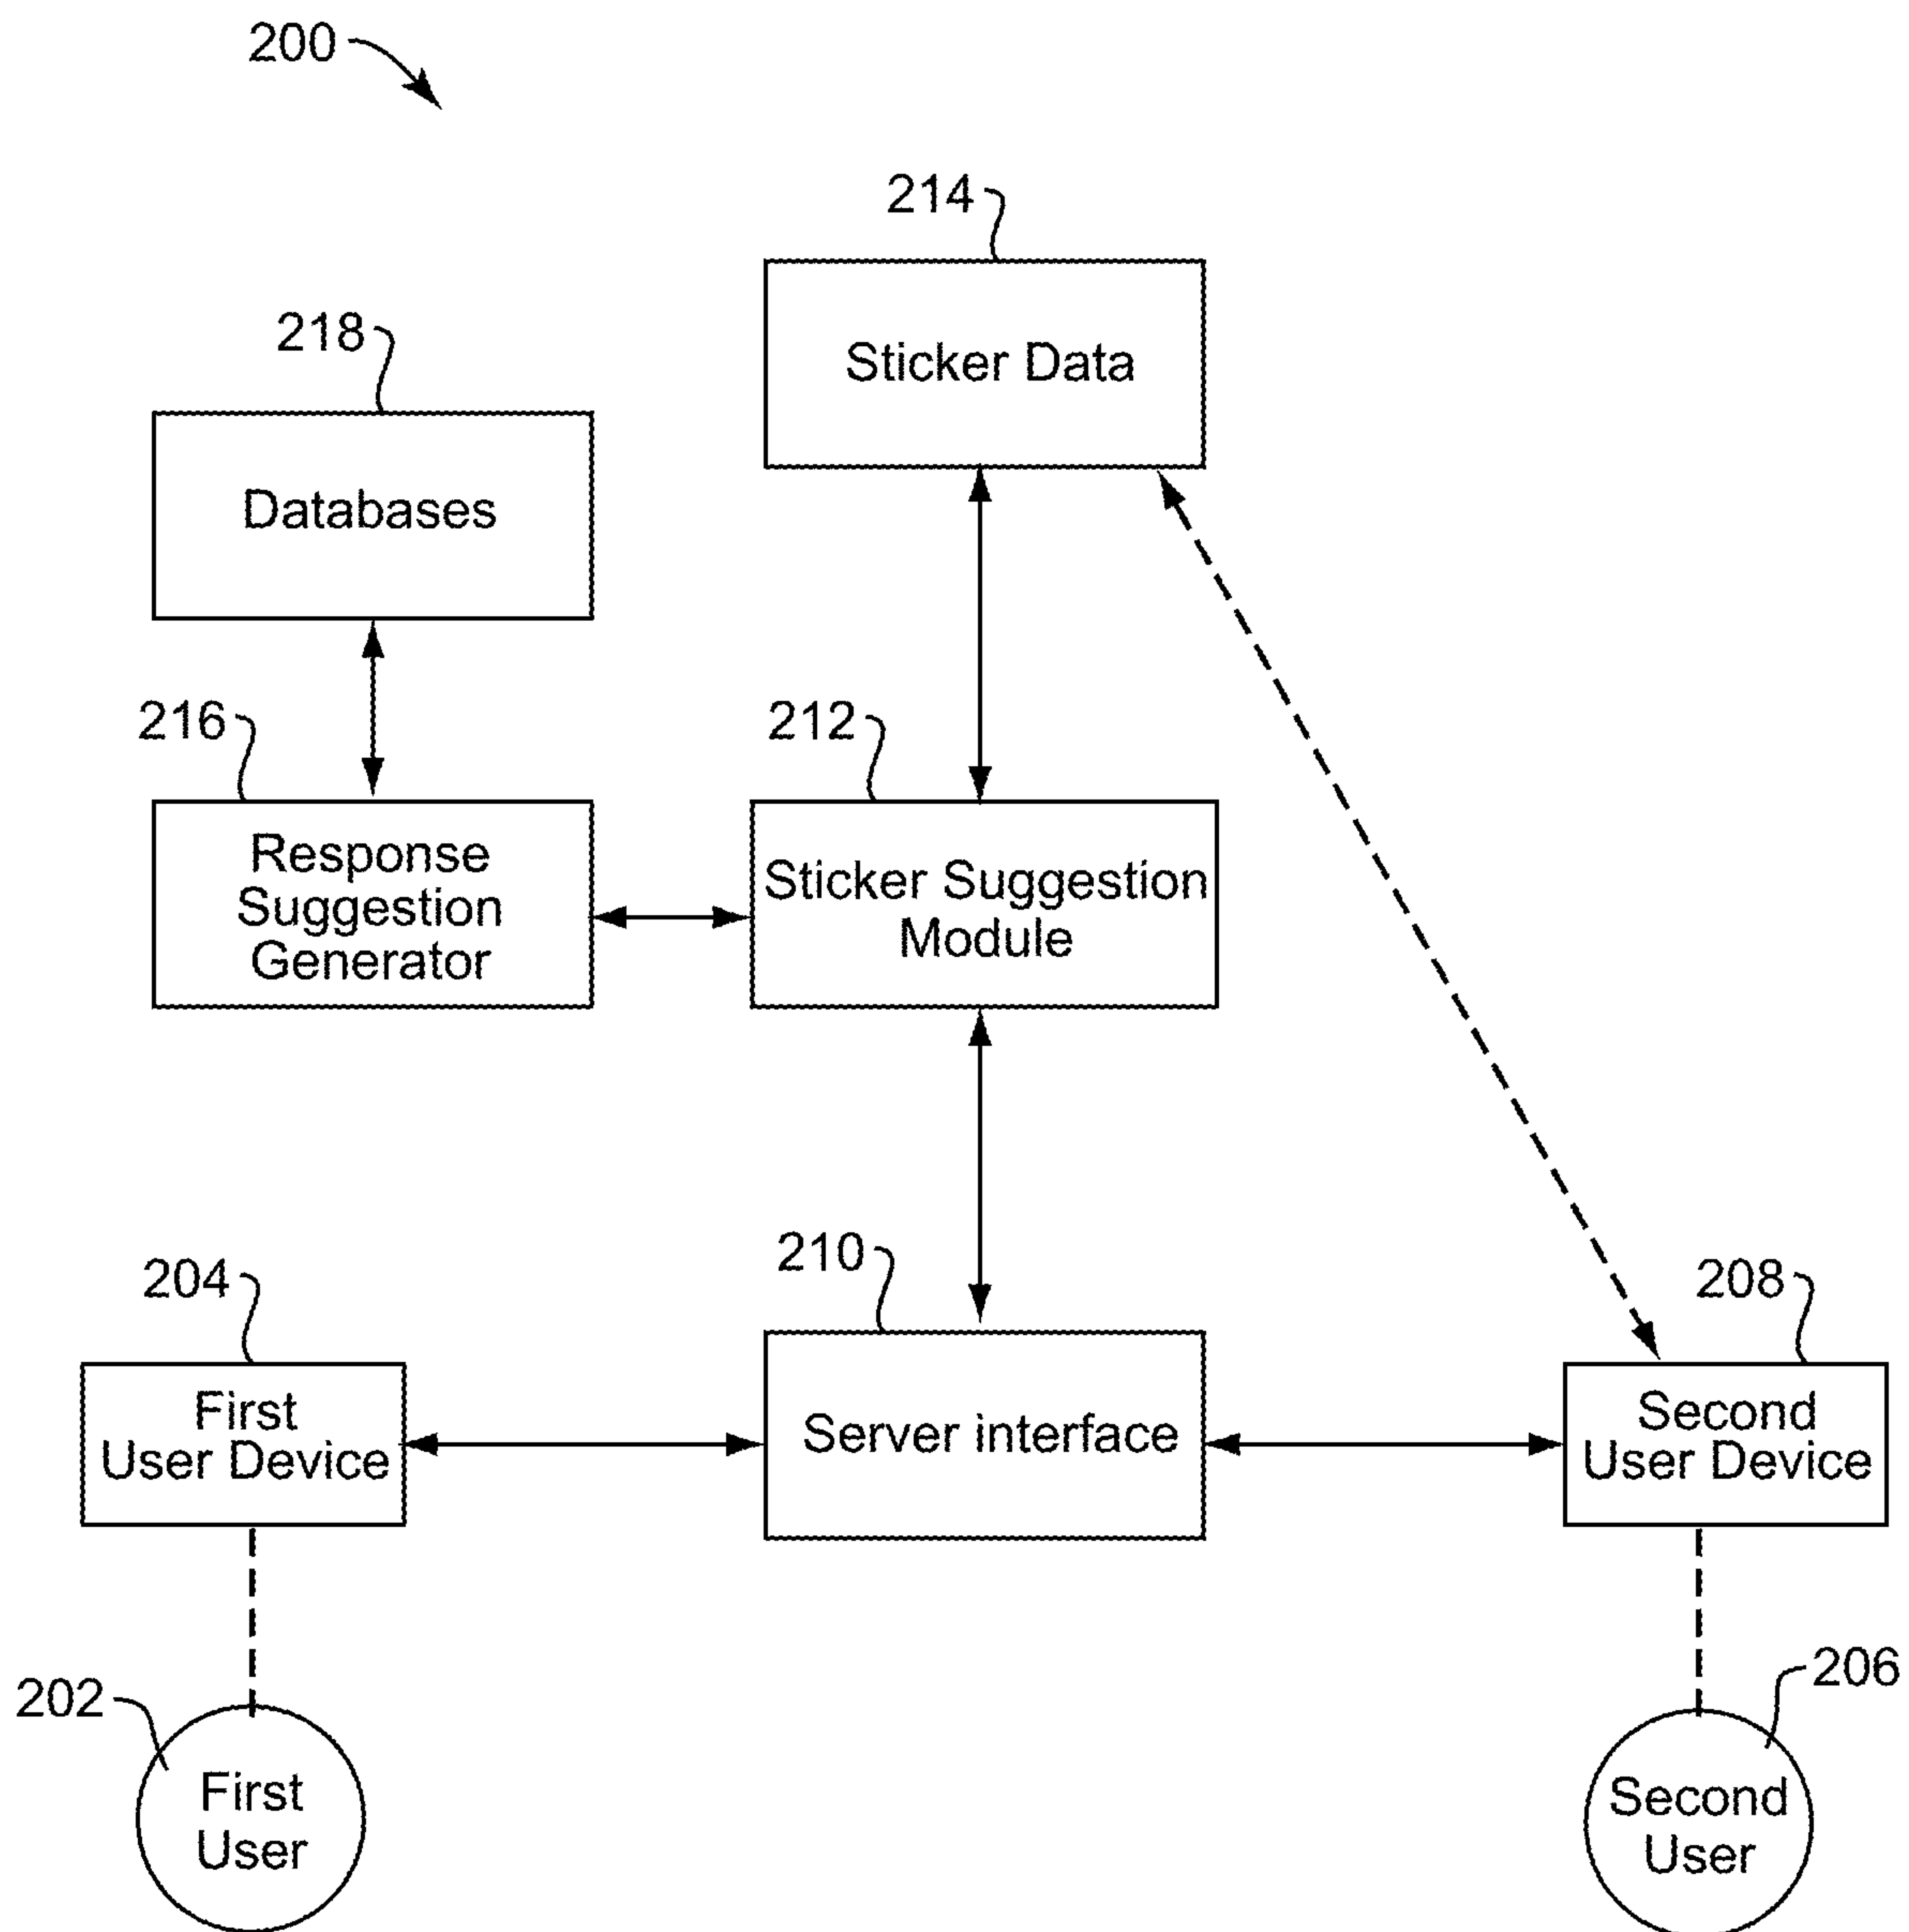 200
214
Sticker Data
218
Databases
216
Response
Suggestion
Generator
212
Sticker Suggestion
Module
204
First
User Device
210
Server interface
208
Second
User Device
202
First
User
206
Second
User